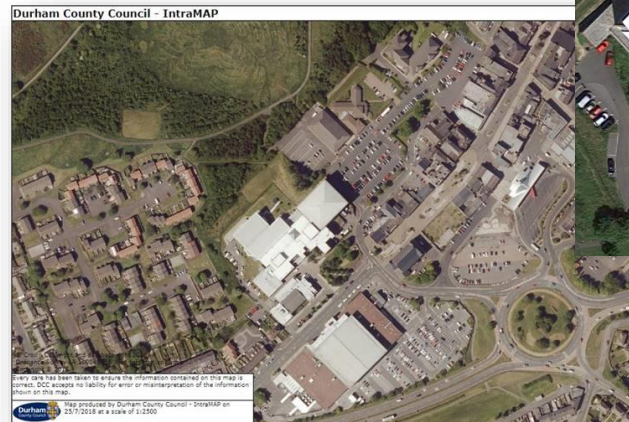 Durham County Council - IntraMAP
Every care has been taken to ensure the information contained on this map is
correct. DCC accepts no liability for error or misinterpretation of the information
shown on this map.
Durham
County Council
Map produced by Durham County Council - IntraMAP on
25/7/2018 at a scale of 1:2500